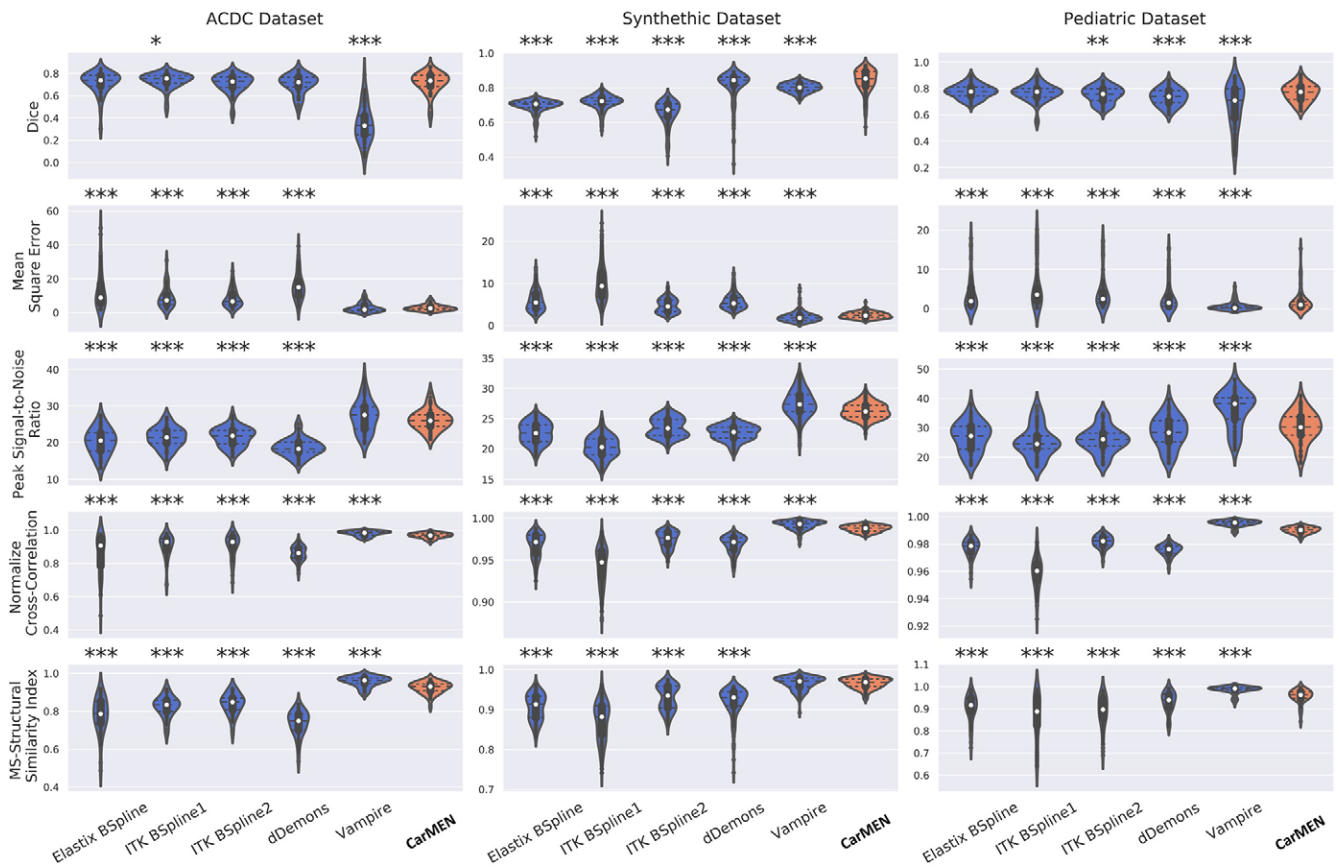 ACDC Dataset
Synthethic Dataset
Pediatric Dataset
* ***
*** *** *** *** ***
** *** ***
Dice
0.8
0.6
0.4
0.2
0.0
1.0
0.8
0.6
0.4
1.0
0.8
0.6
0.4
0.2
*** *** *** ***
*** *** *** *** ***
*** *** *** *** ***
Mean
Square Error
60
40
20
0
20
10
0
20
10
0
*** *** *** ***
*** *** *** *** ***
*** *** *** *** ***
Peak Signal-to-Noise
Ratio
40
30
20
10
35
30
25
20
15
50
40
30
20
*** *** *** *** ***
*** *** *** *** ***
*** *** *** *** ***
Normalize
Cross-Correlation
1.0
0.8
0.6
0.4
1.00
0.95
0.90
1.00
0.98
0.96
0.94
0.92
*** *** *** *** ***
*** *** *** ***
*** *** *** *** ***
MS-Structural
Similarity Index
1.0
0.8
0.6
0.4
1.0
0.9
0.8
0.7
1.1
1.0
0.9
0.8
0.7
0.6
Elastix BSpline
ITK BSpline1
ITK BSpline2
dDemons
Vampire
CarMEN
Elastix BSpline
ITK BSpline1
ITK BSpline2
dDemons
Vampire
CarMEN
Elastix BSpline
ITK BSpline1
ITK BSpline2
dDemons
Vampire
CarMEN